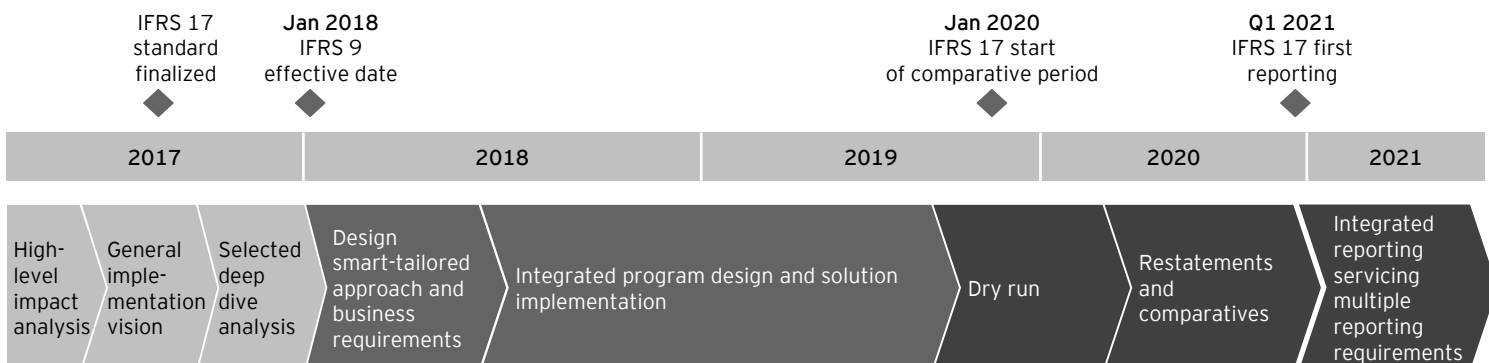 IFRS 17
standard
finalized
Jan 2018
IFRS 9
effective date
Jan 2020
IFRS 17 start
of comparative period
Q1 2021
IFRS 17 first
reporting
2017
2018
2019
2020
2021
High-
level
impact
analysis
General
imple-
mentation
vision
Selected
deep
dive
analysis
Design
smart-tailored
approach and
business
requirements
Integrated program design and solution
implementation
Dry run
Restatements
and
comparatives
Integrated
reporting
servicing
multiple
reporting
requirements